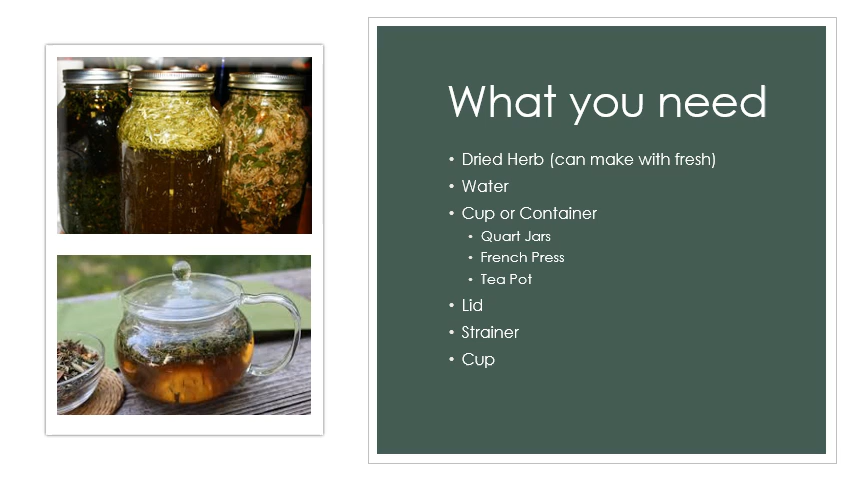 What you need
• Dried Herb (can make with fresh)
• Water
• Cup or Container
• Quart Jars
• French Press
• Tea Pot
• Lid
• Strainer
• Cup